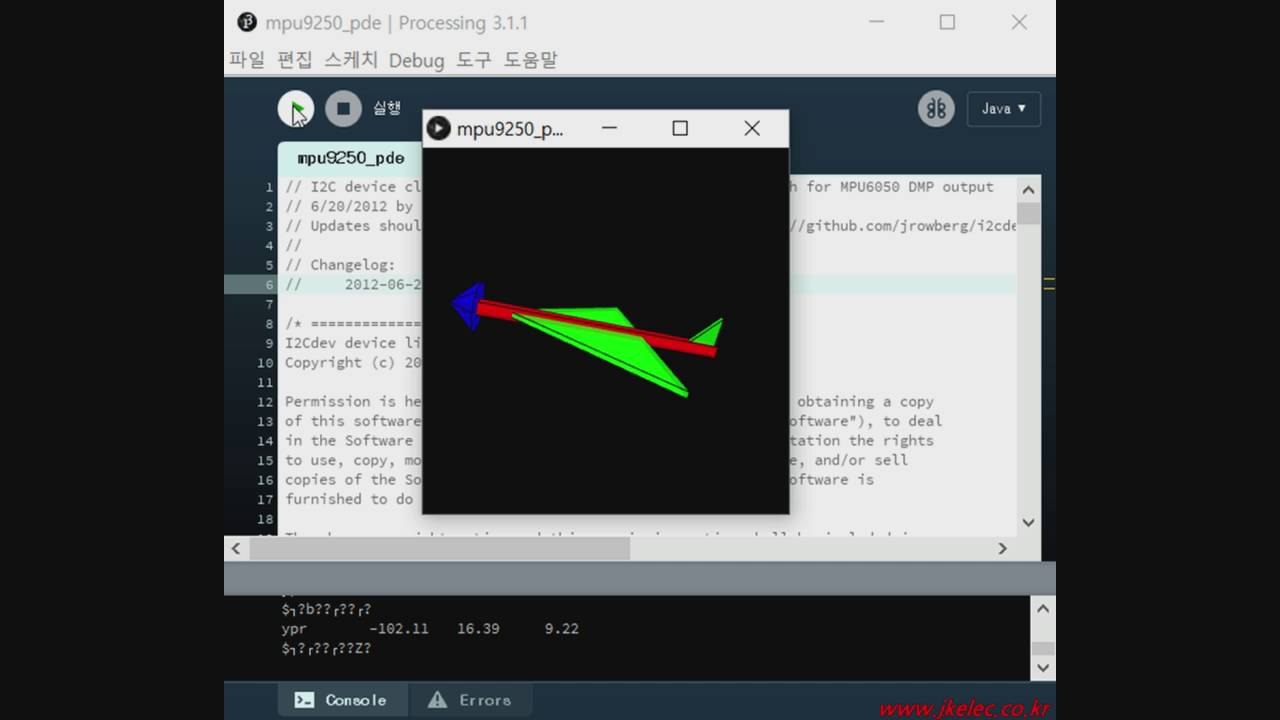 mpu9250_pde | Processing 3.1.1
파일 편집 스케치 Debug 도구 도움말
실행
Java ▼
mpu9250_p...
mpu9250_pde
1 // I2C device cl h for MPU6050 DMP output
2 // 6/20/2012 by
3 // Updates shoul //github.com/jrowberg/i2cde
4 //
5 // Changelog:
6 // 2012-06-2
7
8 /* =============
9 I2Cdev device li
10 Copyright (c) 20
11
12 Permission is he obtaining a copy
13 of this software oftware"), to deal
14 in the Software tation the rights
15 to use, copy, mo e, and/or sell
16 copies of the So oftware is
17 furnished to do
18
$┐?b??┌??┌?
ypr -102.11 16.39 9.22
$┐?┌??┌??Z?
Console Errors
www.jkelec.co.kr